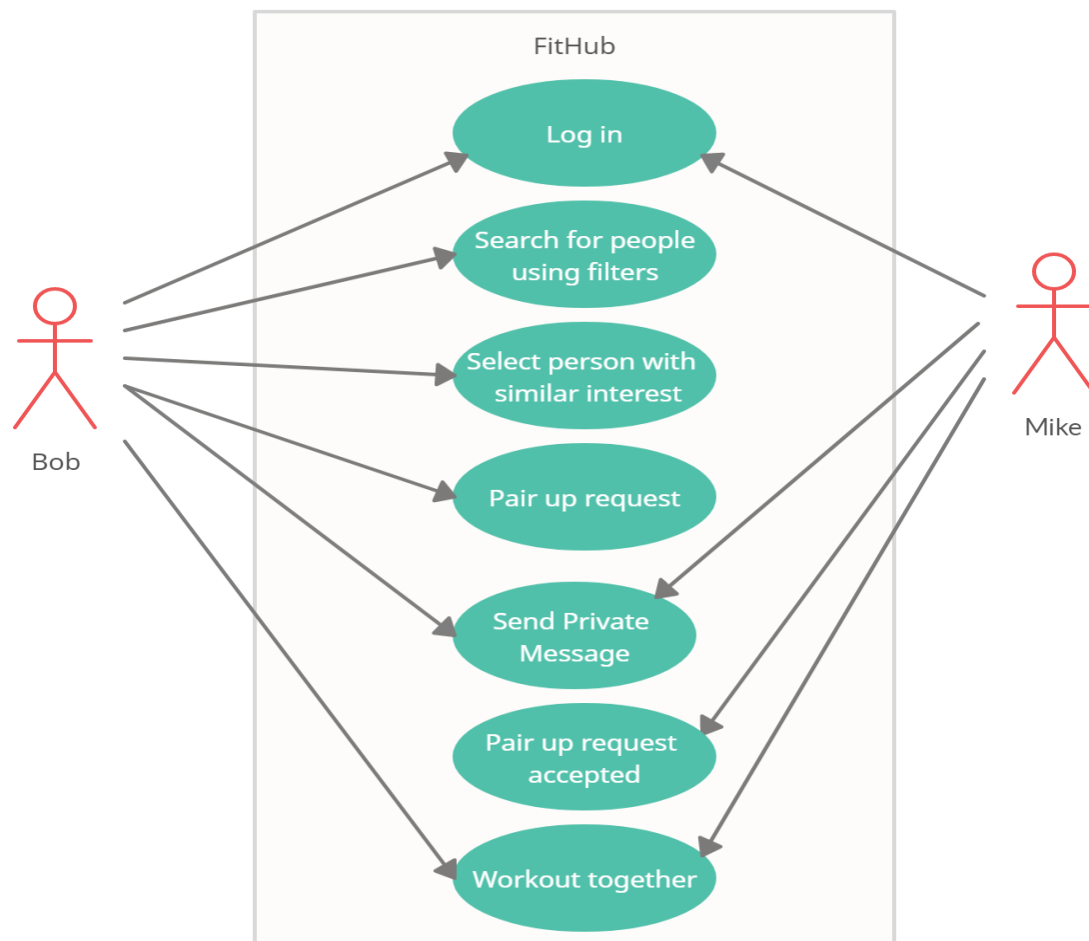 FitHub
Log in
Search for people
using filters
Select person with
similar interest
Bob
Mike
Pair up request
Send Private
Message
Pair up request
accepted
Workout together